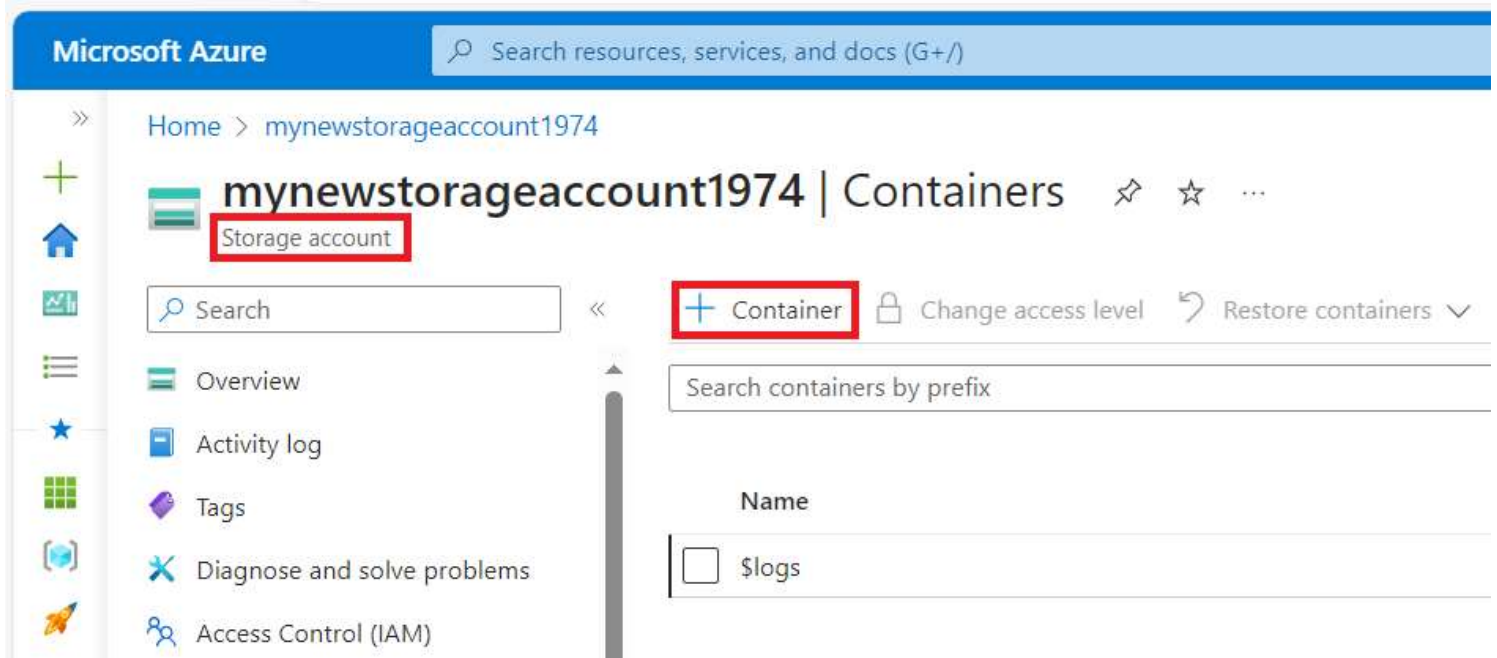 Microsoft Azure
Search resources, services, and docs (G+/)
Home > mynewstorageaccount1974
mynewstorageaccount1974 | Containers
Storage account
Search
Container
Change access level
Restore containers
Overview
Search containers by prefix
Activity log
Tags
Name
Diagnose and solve problems
$logs
Access Control (IAM)